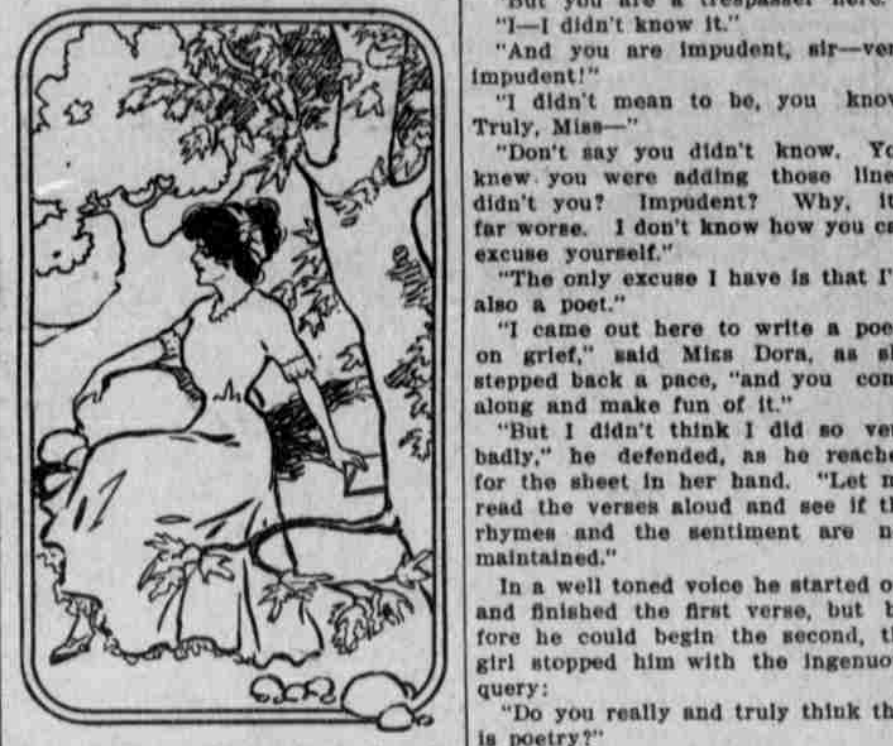 "But you are a trespasser here.
"I—I didn't know it."
"And you are impudent, sir—ver
impudent!"
"I didn't mean to be, you know
Truly, Miss—"
"Don't say you didn't know. Yo
knew you were adding those line
didn't you? Impudent? Why, it
far worse. I don't know how you ca
excuse yourself."
"The only excuse I have is that I'
also a poet."
"I came out here to write a poe
on grief," said Miss Dora, as sh
stepped back a pace, "and you com
along and make fun of it."
"But I didn't think I did so ver
badly," he defended, as he reache
for the sheet in her hand. "Let m
read the verses aloud and see if th
rhymes and the sentiment are n
maintained."
In a well toned voice he started o
and finished the first verse, but b
fore he could begin the second, th
girl stopped him with the ingenuo
query:
"Do you really and truly think th
is poetry?"